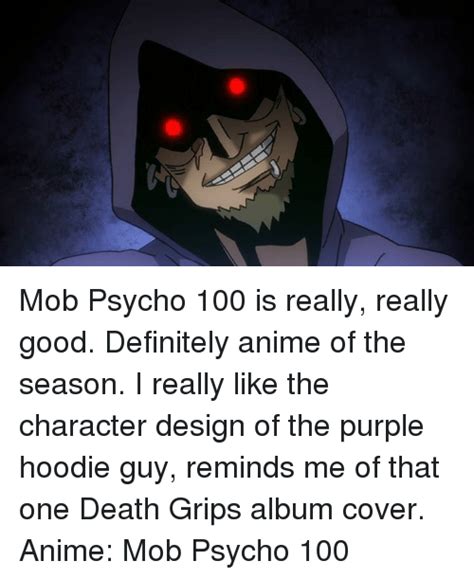 Mob Psycho 100 is really, really
good. Definitely anime of the
season. I really like the
character design of the purple
hoodie guy, reminds me of that
one Death Grips album cover.
Anime: Mob Psycho 100